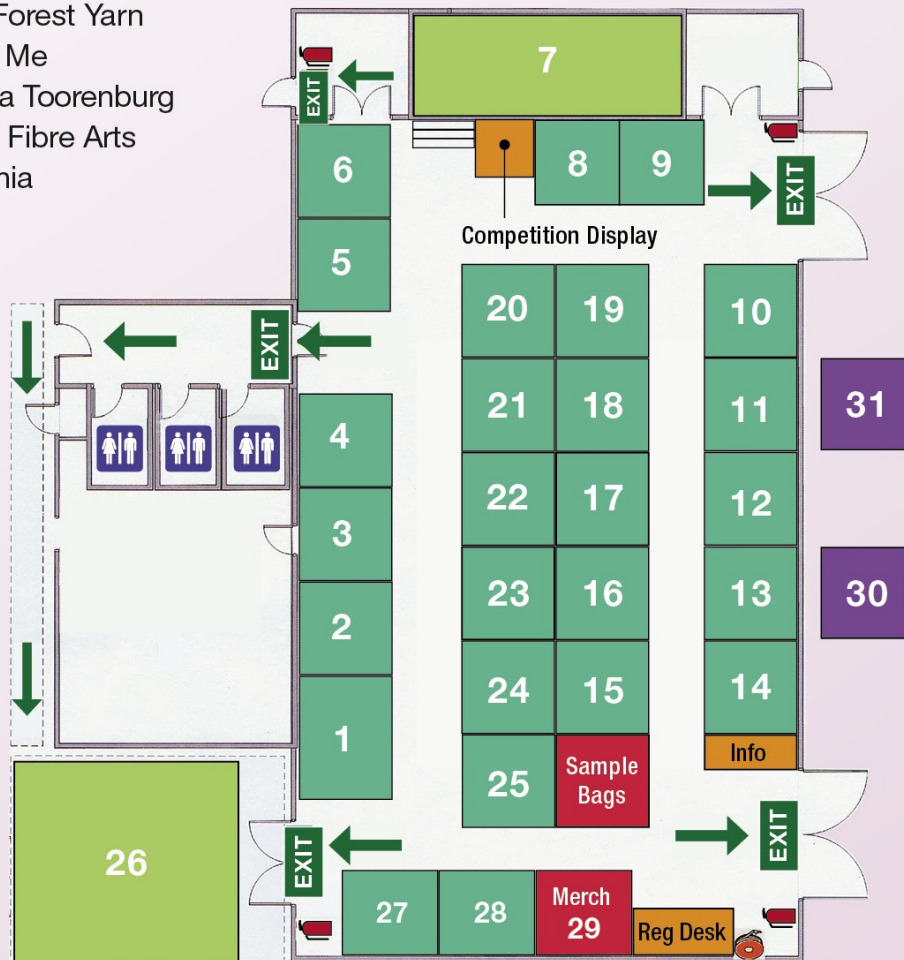 Forest Yarn
Me
a Toorenburg
Fibre Arts
nia
7
EXIT
6
8
9
EXIT
Competition Display
5
20
19
10
EXIT
21
18
11
31
4
22
17
12
3
23
16
13
30
2
24
15
14
1
Info
25
Sample
Bags
EXIT
EXIT
26
27
28
Merch
29
Reg Desk